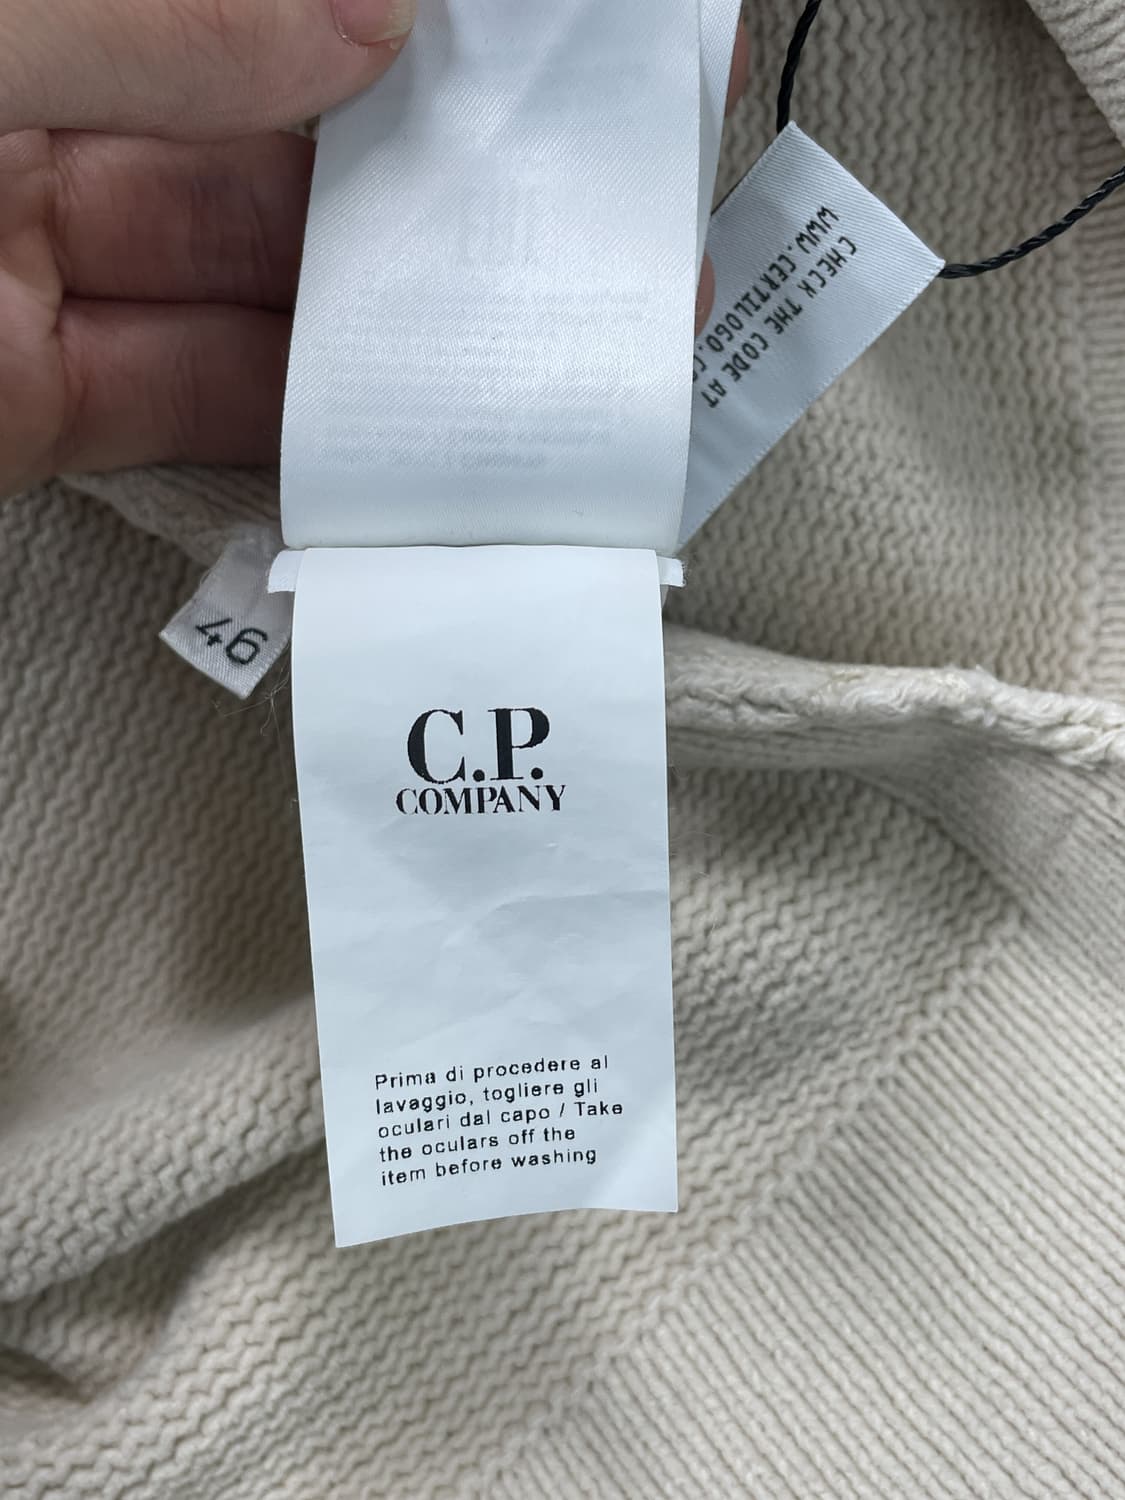 CHECK THE CODE AT
WWW.CERTILOGO.C
46
C.P.
COMPANY
Prima di procedere al
lavaggio, togliere gli
oculari dal capo / Take
the oculars off the
item before washing